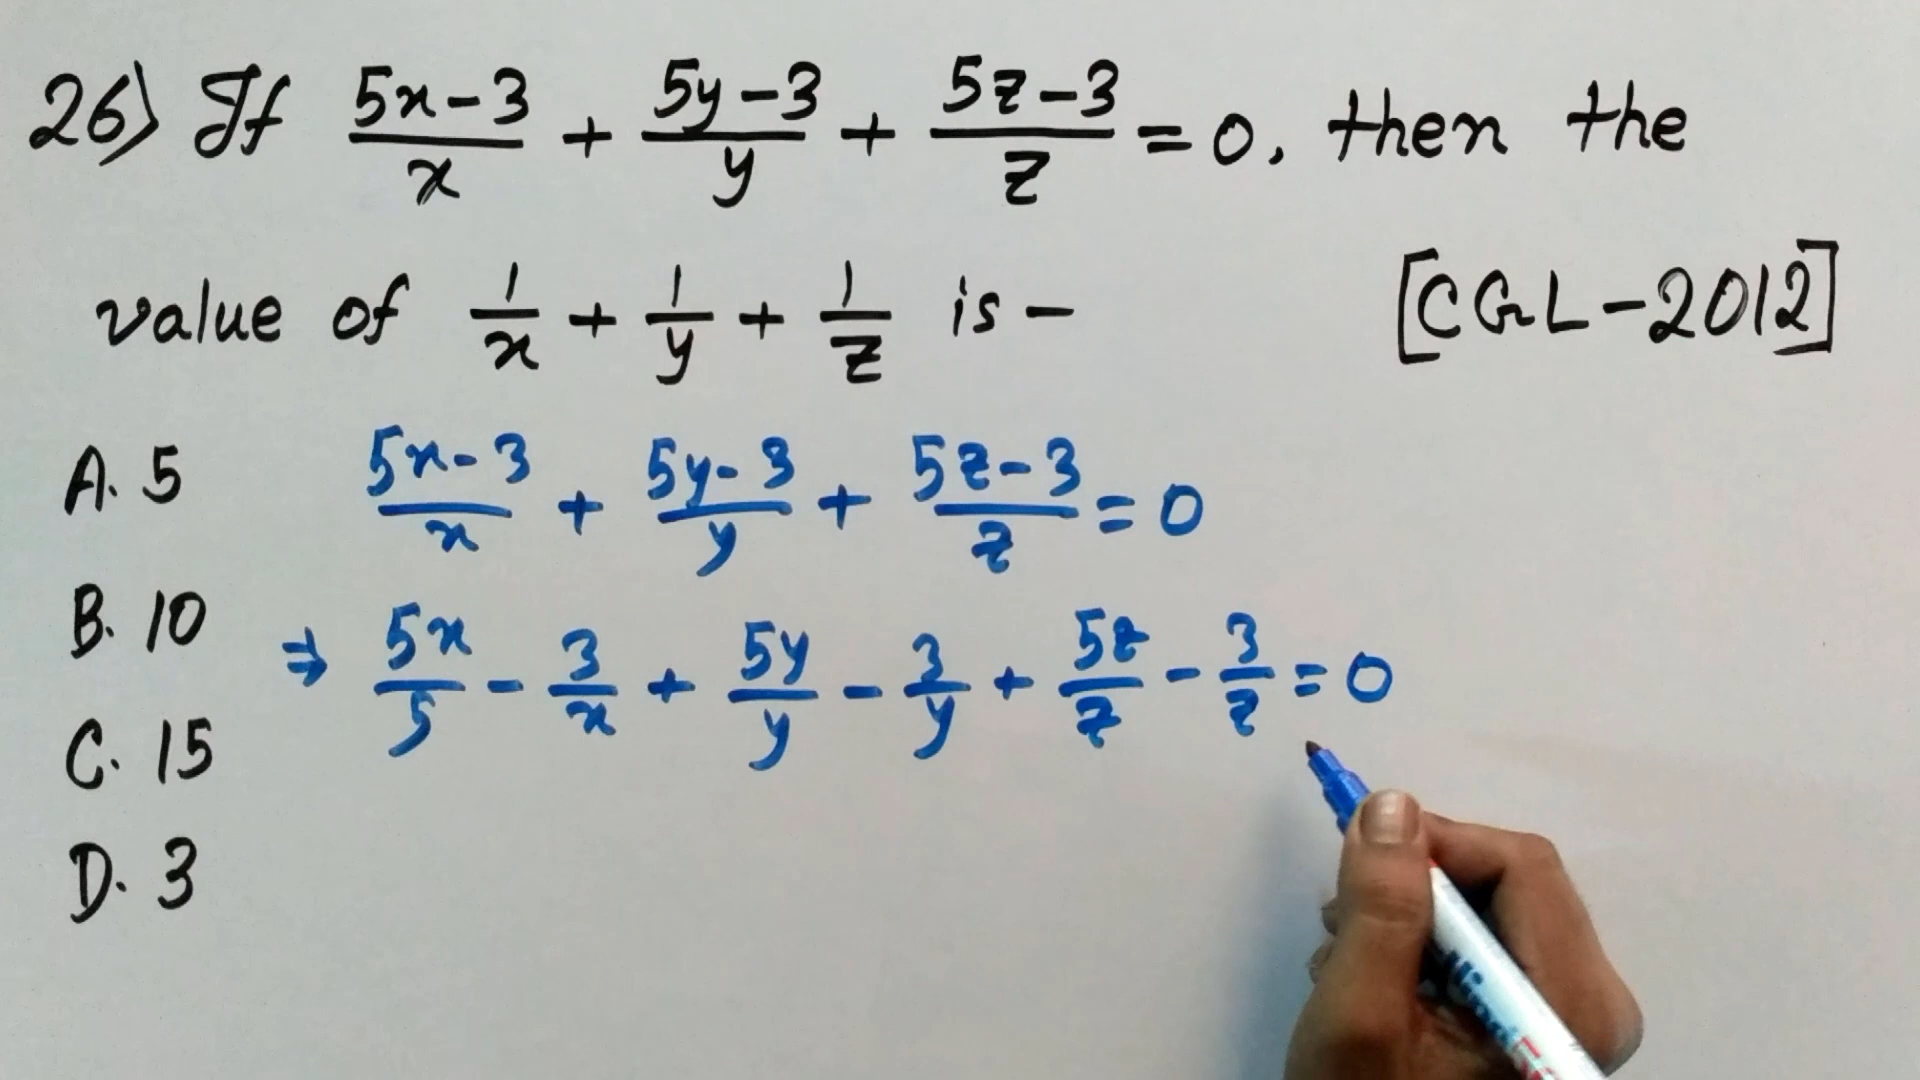 26) If (5x-3)/x + (5y-3)/y + (5z-3)/z = 0, then the
value of 1/x + 1/y + 1/z is - [CGL-2012]
A. 5
B. 10
C. 15
D. 3
(5x-3)/x + (5y-3)/y + (5z-3)/z = 0
⇒ 5x/5 - 3/x + 5y/y - 3/y + 5z/z - 3/z = 0